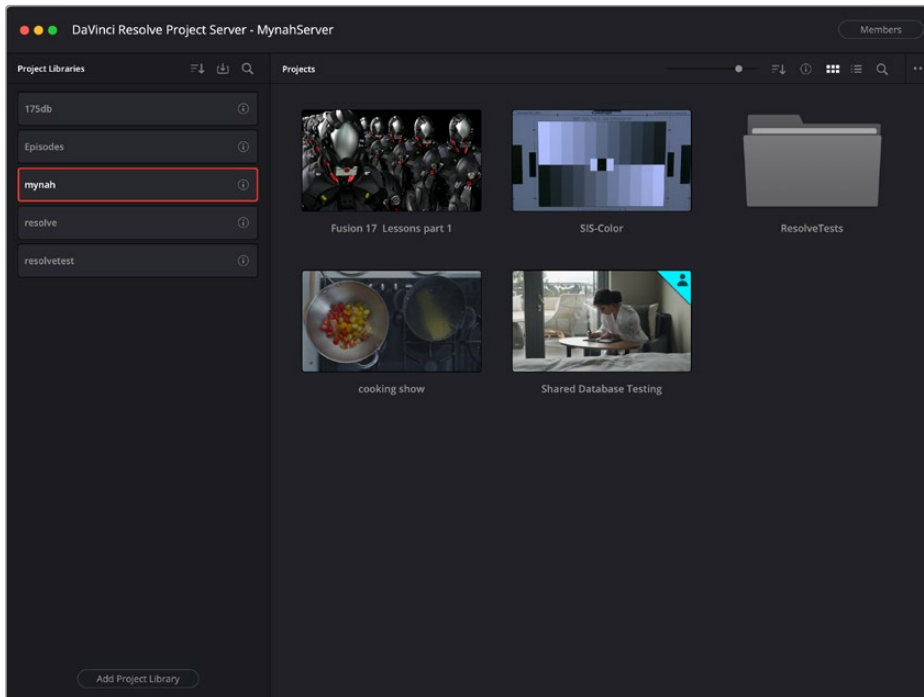 DaVinci Resolve Project Server - MynahServer
Members
Project Libraries
Projects
175db
Episodes
mynah
resolve
resolvetest
Fusion 17 Lessons part 1
SIS-Color
ResolveTests
cooking show
Shared Database Testing
Add Project Library